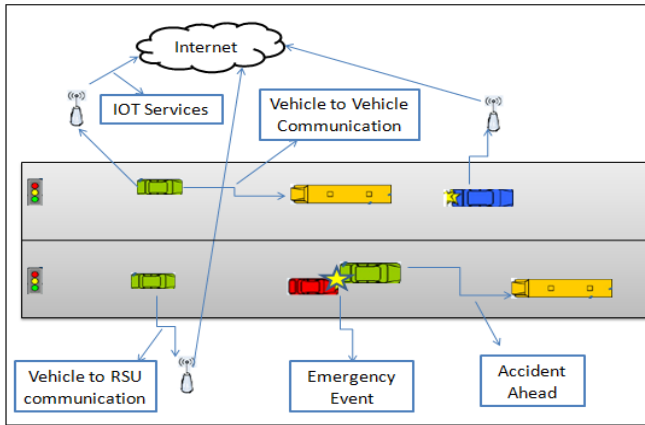 Internet
IOT Services
Vehicle to Vehicle
Communication
Vehicle to RSU
communication
Emergency
Event
Accident
Ahead